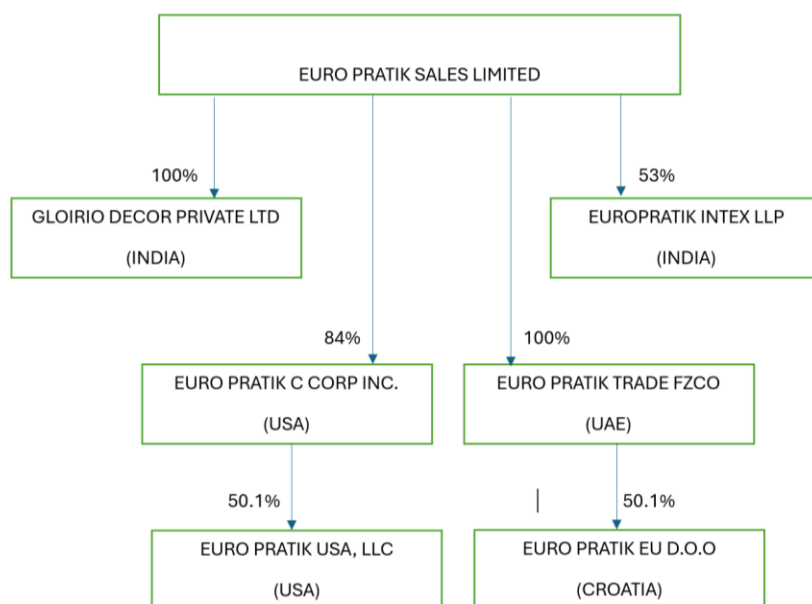 EURO PRATIK SALES LIMITED
100%
53%
GLOIRIO DECOR PRIVATE LTD
(INDIA)
EUROPRATIK INTEX LLP
(INDIA)
84%
100%
EURO PRATIK C CORP INC.
(USA)
EURO PRATIK TRADE FZCO
(UAE)
50.1%
50.1%
EURO PRATIK USA, LLC
(USA)
EURO PRATIK EU D.O.O
(CROATIA)